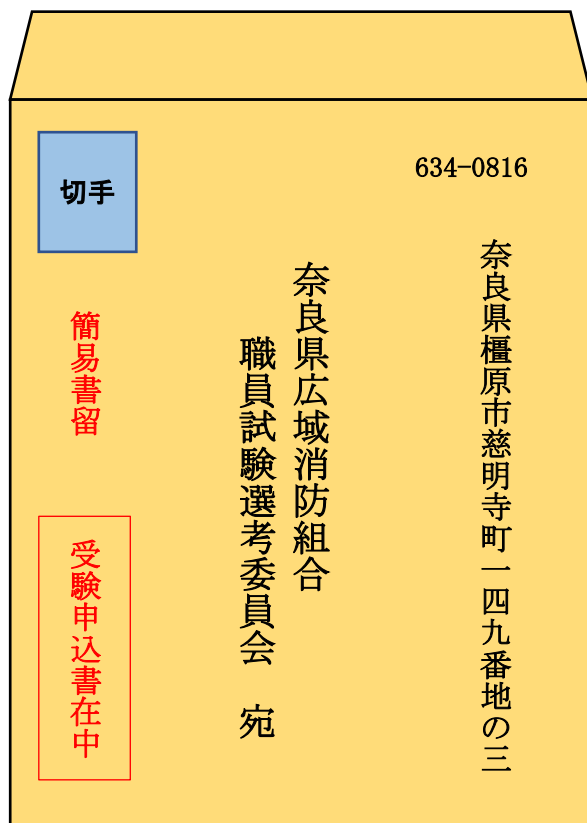 634-0816
奈良県橿原市慈明寺町一四九番地の三
奈良県広域消防組合
職員試験選考委員会　宛
切手
簡易書留
受験申込書在中